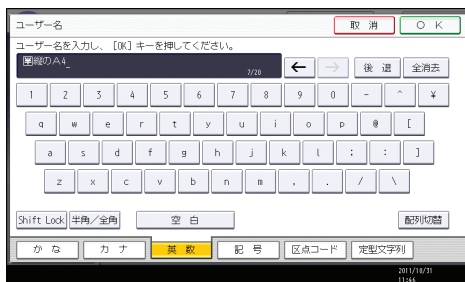 ユーザー名
取 消
O K
ユーザー名を入力し、[OK] キーを押してください。
縦のA4_
7/20
← → 後 退 全消去
1 2 3 4 5 6 7 8 9 0 - ^ ¥
q w e r t y u i o p @ [
a s d f g h j k l ; : ]
z x c v b n m , . / \
Shift Lock 半角/全角 空 白 配列切替
か な カ ナ 英 数 記 号 区点コード 定型文字列
2011/10/31